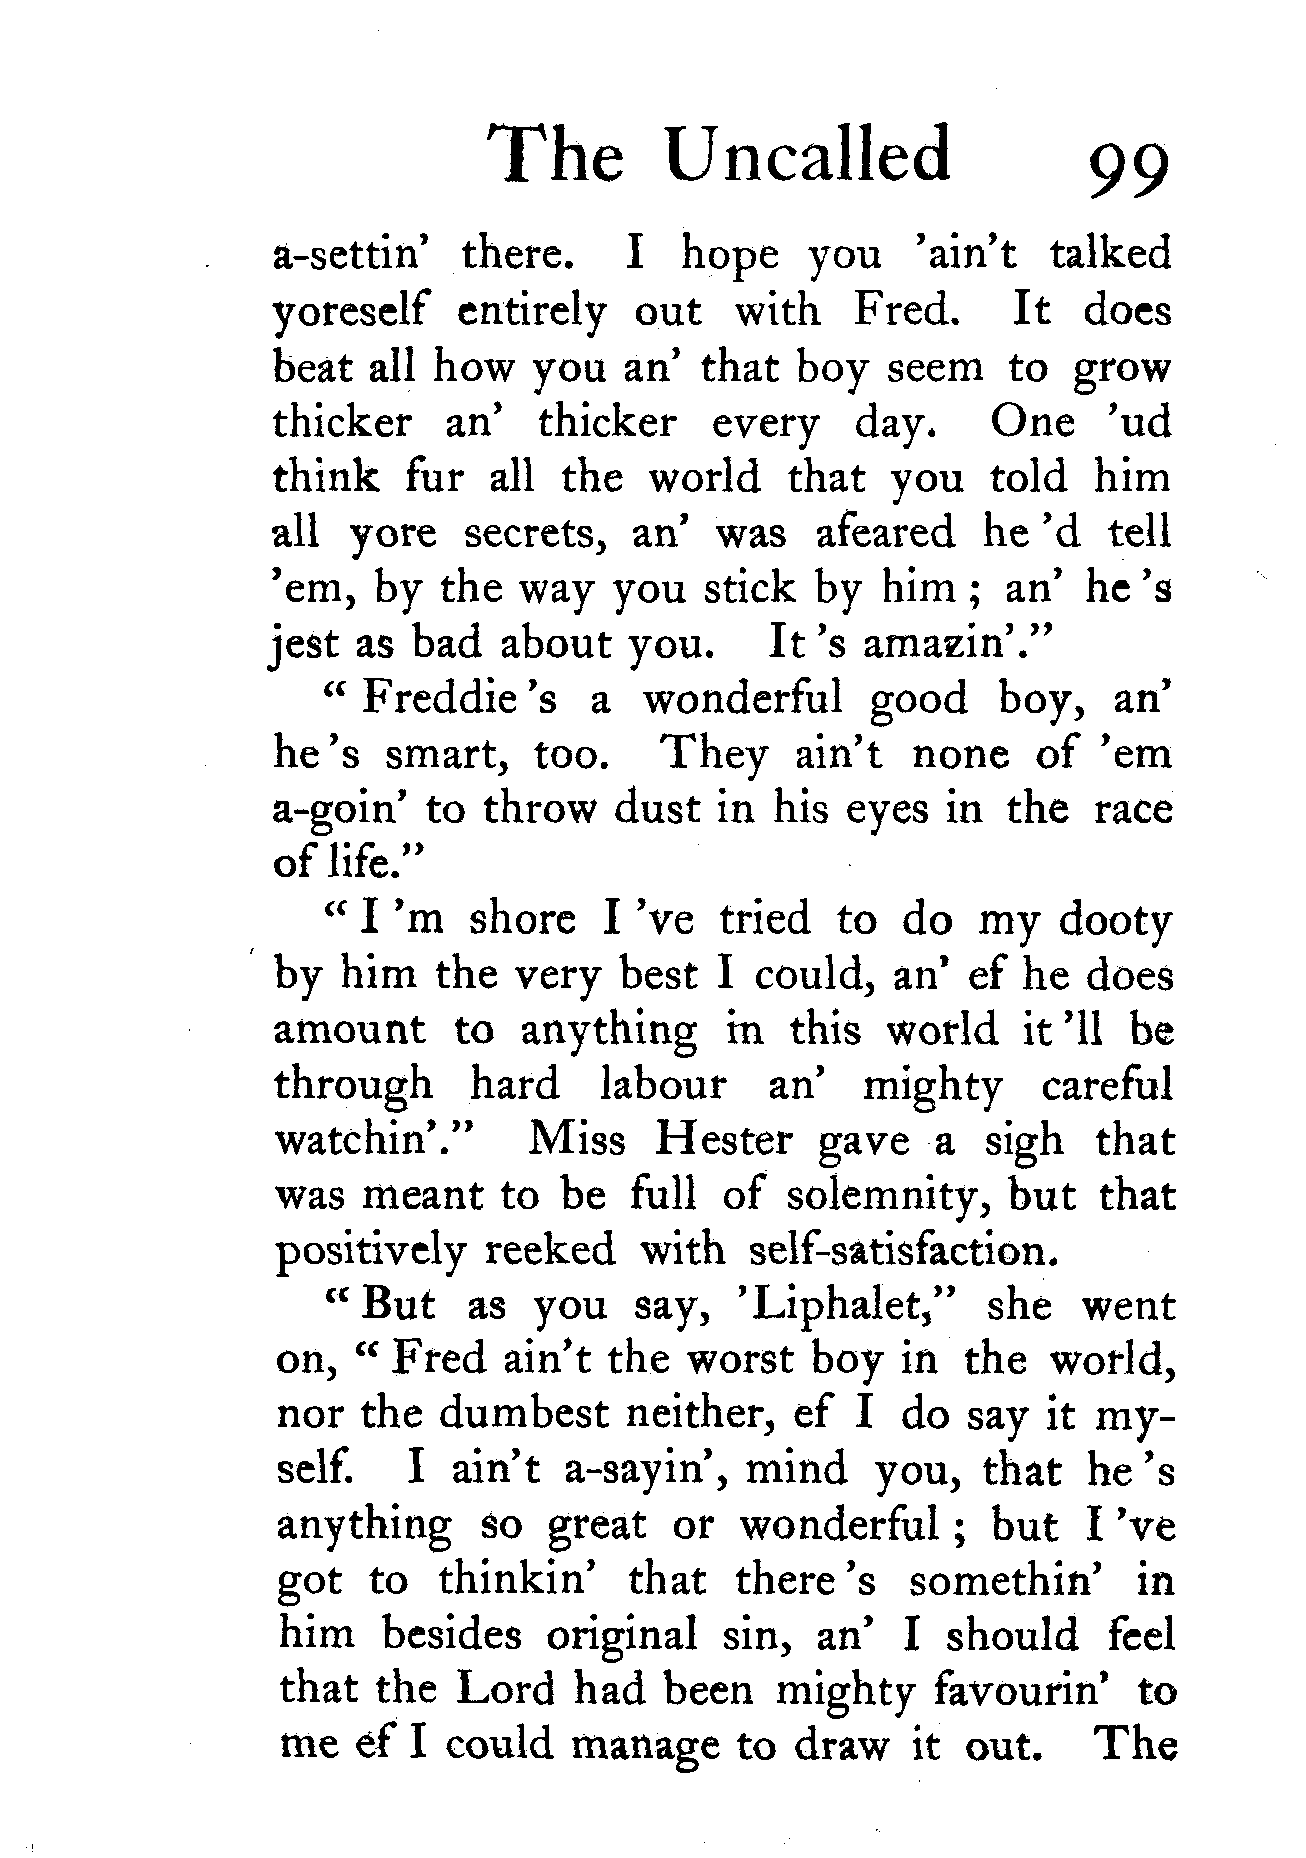 The Uncalled 99
a-settin' there. I hope you 'ain't talked
yoreself entirely out with Fred. It does
beat all how you an' that boy seem to grow
thicker an' thicker every day. One 'ud
think fur all the world that you told him
all yore secrets, an' was afeared he 'd tell
'em, by the way you stick by him ; an' he 's
jest as bad about you. It 's amazin'."
" Freddie 's a wonderful good boy, an'
he 's smart, too. They ain't none of 'em
a-goin' to throw dust in his eyes in the race
of life."
" I 'm shore I 've tried to do my dooty
by him the very best I could, an' ef he does
amount to anything in this world it 'll be
through hard labour an' mighty careful
watchin'." Miss Hester gave a sigh that
was meant to be full of solemnity, but that
positively reeked with self-satisfaction.
" But as you say, 'Liphalet," she went
on, " Fred ain't the worst boy in the world,
nor the dumbest neither, ef I do say it my-
self. I ain't a-sayin', mind you, that he 's
anything so great or wonderful ; but I 've
got to thinkin' that there 's somethin' in
him besides original sin, an' I should feel
that the Lord had been mighty favourin' to
me ef I could manage to draw it out. The